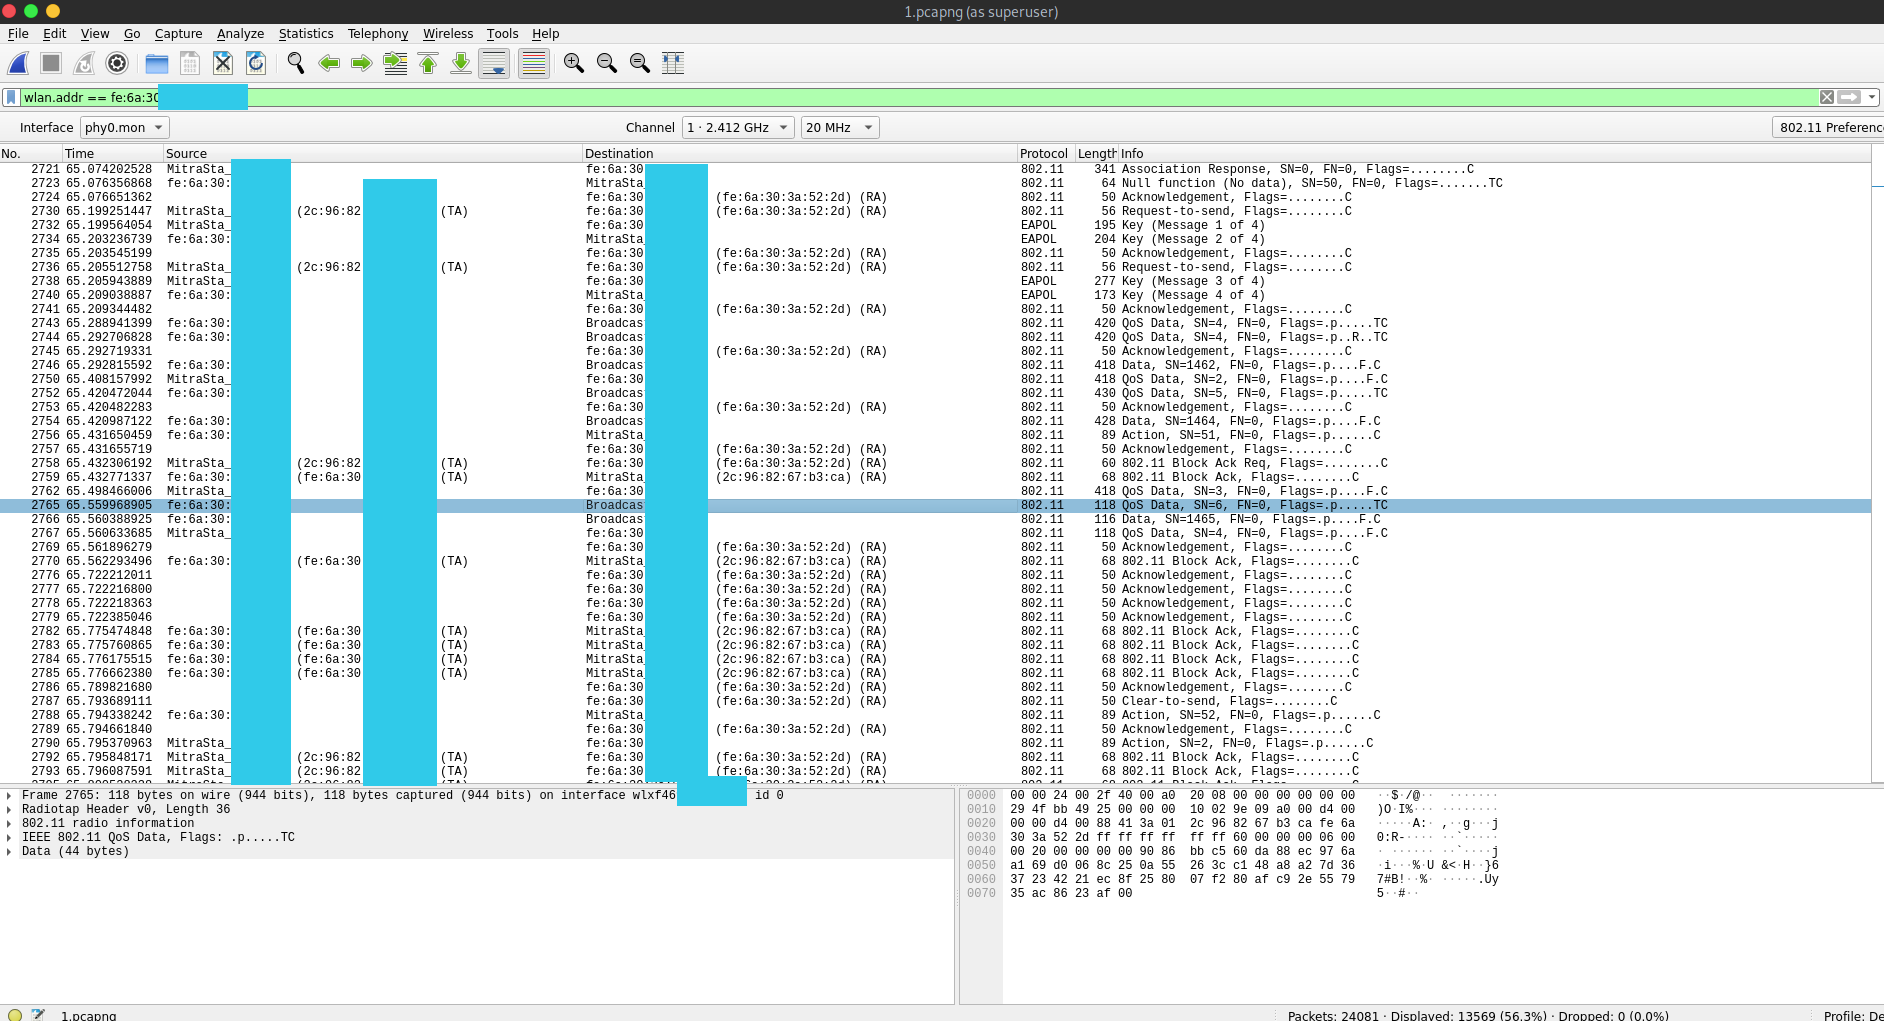 1.pcapng (as superuser)
File Edit View Go Capture Analyze Statistics Telephony Wireless Tools Help
wlan.addr == fe:6a:30
Interface phy0.mon Channel 1 · 2.412 GHz 20 MHz 802.11 Preferenc
No. Time Source Destination Protocol Length Info
2721 65.074202528 MitraSta_ fe:6a:30 802.11 341 Association Response, SN=0, FN=0, Flags=........C
2723 65.076356868 fe:6a:30: MitraSta_ 802.11 64 Null function (No data), SN=50, FN=0, Flags=.......TC
2724 65.076651362 fe:6a:30 (fe:6a:30:3a:52:2d) (RA) 802.11 50 Acknowledgement, Flags=........C
2730 65.199251447 MitraSta_ (2c:96:82 (TA) fe:6a:30 (fe:6a:30:3a:52:2d) (RA) 802.11 56 Request-to-send, Flags=........C
2732 65.199564054 MitraSta_ fe:6a:30 EAPOL 195 Key (Message 1 of 4)
2734 65.203236739 fe:6a:30: MitraSta_ EAPOL 204 Key (Message 2 of 4)
2735 65.203545199 fe:6a:30 (fe:6a:30:3a:52:2d) (RA) 802.11 50 Acknowledgement, Flags=........C
2736 65.205512758 MitraSta_ (2c:96:82 (TA) fe:6a:30 (fe:6a:30:3a:52:2d) (RA) 802.11 56 Request-to-send, Flags=........C
2738 65.205943889 MitraSta_ fe:6a:30 EAPOL 277 Key (Message 3 of 4)
2740 65.209038887 fe:6a:30: MitraSta_ EAPOL 173 Key (Message 4 of 4)
2741 65.209344482 fe:6a:30 (fe:6a:30:3a:52:2d) (RA) 802.11 50 Acknowledgement, Flags=........C
2743 65.288941399 fe:6a:30: Broadcas 802.11 420 QoS Data, SN=4, FN=0, Flags=.p.....TC
2744 65.292706828 fe:6a:30: Broadcas 802.11 420 QoS Data, SN=4, FN=0, Flags=.p..R..TC
2745 65.292719331 fe:6a:30 (fe:6a:30:3a:52:2d) (RA) 802.11 50 Acknowledgement, Flags=........C
2746 65.292815592 fe:6a:30: Broadcas 802.11 418 Data, SN=1462, FN=0, Flags=.p....F.C
2750 65.408157992 MitraSta_ fe:6a:30 802.11 418 QoS Data, SN=2, FN=0, Flags=.p....F.C
2752 65.420472044 fe:6a:30: Broadcas 802.11 430 QoS Data, SN=5, FN=0, Flags=.p.....TC
2753 65.420482283 fe:6a:30 (fe:6a:30:3a:52:2d) (RA) 802.11 50 Acknowledgement, Flags=........C
2754 65.420987122 fe:6a:30: Broadcas 802.11 428 Data, SN=1464, FN=0, Flags=.p....F.C
2756 65.431650459 fe:6a:30: MitraSta_ 802.11 89 Action, SN=51, FN=0, Flags=.p......C
2757 65.431655719 fe:6a:30 (fe:6a:30:3a:52:2d) (RA) 802.11 50 Acknowledgement, Flags=........C
2758 65.432306192 MitraSta_ (2c:96:82 (TA) fe:6a:30 (fe:6a:30:3a:52:2d) (RA) 802.11 60 802.11 Block Ack Req, Flags=........C
2759 65.432771337 fe:6a:30: (fe:6a:30 (TA) MitraSta_ (2c:96:82:67:b3:ca) (RA) 802.11 68 802.11 Block Ack, Flags=........C
2762 65.498466006 MitraSta_ fe:6a:30 802.11 418 QoS Data, SN=3, FN=0, Flags=.p....F.C
2765 65.559968905 fe:6a:30: Broadcas 802.11 118 QoS Data, SN=6, FN=0, Flags=.p.....TC
2766 65.560388925 fe:6a:30: Broadcas 802.11 116 Data, SN=1465, FN=0, Flags=.p....F.C
2767 65.560633685 MitraSta_ fe:6a:30 802.11 118 QoS Data, SN=4, FN=0, Flags=.p....F.C
2769 65.561896279 fe:6a:30 (fe:6a:30:3a:52:2d) (RA) 802.11 50 Acknowledgement, Flags=........C
2770 65.562293496 fe:6a:30: (fe:6a:30 (TA) MitraSta_ (2c:96:82:67:b3:ca) (RA) 802.11 68 802.11 Block Ack, Flags=........C
2776 65.722212011 fe:6a:30 (fe:6a:30:3a:52:2d) (RA) 802.11 50 Acknowledgement, Flags=........C
2777 65.722216800 fe:6a:30 (fe:6a:30:3a:52:2d) (RA) 802.11 50 Acknowledgement, Flags=........C
2778 65.722218363 fe:6a:30 (fe:6a:30:3a:52:2d) (RA) 802.11 50 Acknowledgement, Flags=........C
2779 65.722385046 fe:6a:30 (fe:6a:30:3a:52:2d) (RA) 802.11 50 Acknowledgement, Flags=........C
2782 65.775474848 fe:6a:30: (fe:6a:30 (TA) MitraSta_ (2c:96:82:67:b3:ca) (RA) 802.11 68 802.11 Block Ack, Flags=........C
2783 65.775760865 fe:6a:30: (fe:6a:30 (TA) MitraSta_ (2c:96:82:67:b3:ca) (RA) 802.11 68 802.11 Block Ack, Flags=........C
2784 65.776175515 fe:6a:30: (fe:6a:30 (TA) MitraSta_ (2c:96:82:67:b3:ca) (RA) 802.11 68 802.11 Block Ack, Flags=........C
2785 65.776662380 fe:6a:30: (fe:6a:30 (TA) MitraSta_ (2c:96:82:67:b3:ca) (RA) 802.11 68 802.11 Block Ack, Flags=........C
2786 65.789821680 fe:6a:30 (fe:6a:30:3a:52:2d) (RA) 802.11 50 Acknowledgement, Flags=........C
2787 65.793689111 fe:6a:30 (fe:6a:30:3a:52:2d) (RA) 802.11 50 Clear-to-send, Flags=........C
2788 65.794338242 fe:6a:30: MitraSta_ 802.11 89 Action, SN=52, FN=0, Flags=.p......C
2789 65.794661840 fe:6a:30 (fe:6a:30:3a:52:2d) (RA) 802.11 50 Acknowledgement, Flags=........C
2790 65.795370963 MitraSta_ fe:6a:30 802.11 89 Action, SN=2, FN=0, Flags=.p......C
2792 65.795848171 MitraSta_ (2c:96:82 (TA) fe:6a:30 (fe:6a:30:3a:52:2d) (RA) 802.11 68 802.11 Block Ack, Flags=........C
2793 65.796087591 MitraSta_ (2c:96:82 (TA) fe:6a:30 (fe:6a:30:3a:52:2d) (RA) 802.11 68 802.11 Block Ack, Flags=........C
Frame 2765: 118 bytes on wire (944 bits), 118 bytes captured (944 bits) on interface wlxf46 id 0
Radiotap Header v0, Length 36
802.11 radio information
IEEE 802.11 QoS Data, Flags: .p.....TC
Data (44 bytes)
0000 00 00 24 00 2f 40 00 a0 20 08 00 00 00 00 00 00 ··$·/@·· ·······
0010 29 4f bb 49 25 00 00 00 10 02 9e 09 a0 00 d4 00 )O·I%··· ········
0020 00 00 d4 00 88 41 3a 01 2c 96 82 67 b3 ca fe 6a ·····A:· ,··g···j
0030 30 3a 52 2d ff ff ff ff ff ff 60 00 00 00 06 00 0:R-···· ··`·····
0040 00 20 00 00 00 00 90 86 bb c5 60 da 88 ec 97 6a · ······ ··`····j
0050 a1 69 d0 06 8c 25 0a 55 26 3c c1 48 a8 a2 7d 36 ·i···%·U &<·H··}6
0060 37 23 42 21 ec 8f 25 80 07 f2 80 af c9 2e 55 79 7#B!··%· ·····.Uy
0070 35 ac 86 23 af 00 5··#··
1.pcapng Packets: 24081 · Displayed: 13569 (56.3%) · Dropped: 0 (0.0%) Profile: De